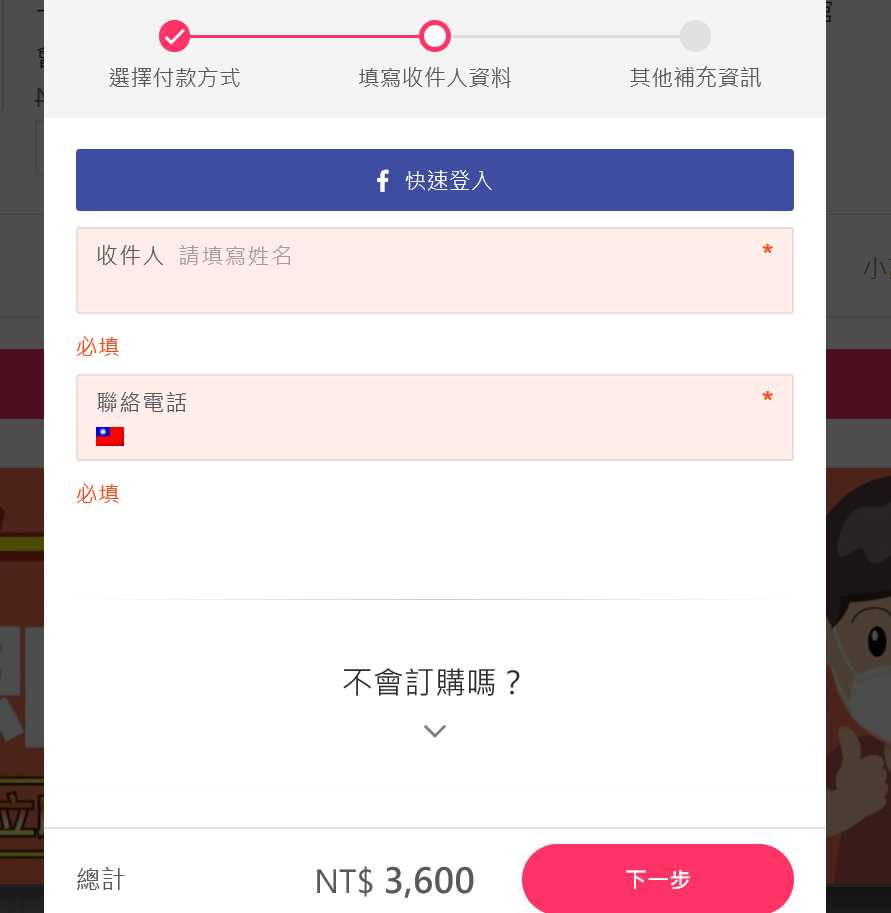 選擇付款方式
填寫收件人資料
其他補充資訊
快速登入
收件人 請填寫姓名 *
必填
聯絡電話 *
必填
不會訂購嗎？
總計 NT$ 3,600 下一步